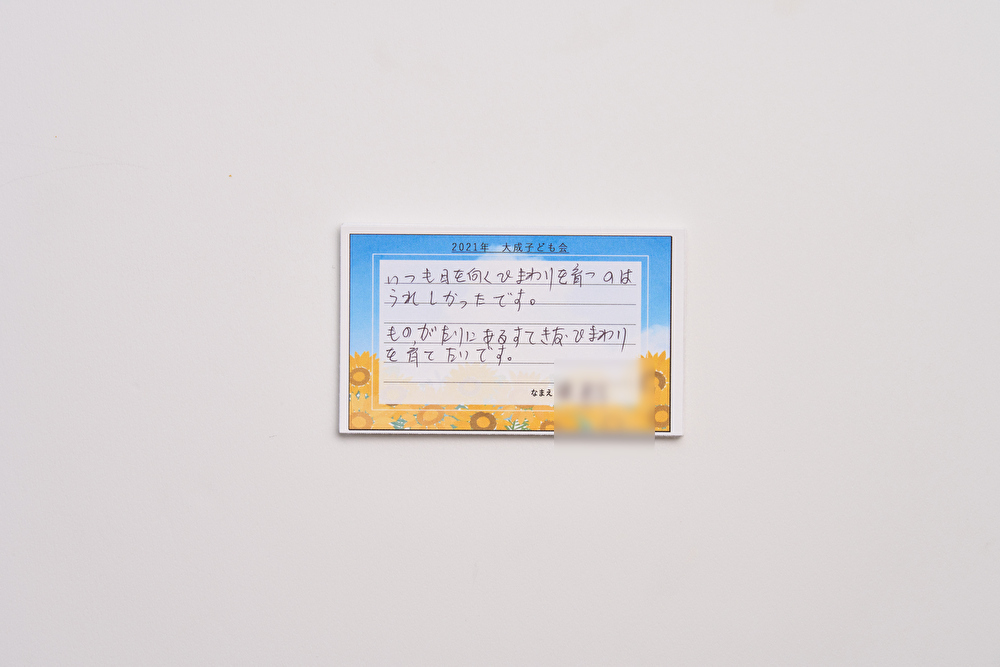 2021年 大成子ども会
いつも日を向くひまわりを育つのは
うれしかったです。
ものがたりにあるすてきな ひまわり
を育てたいです。
なまえ